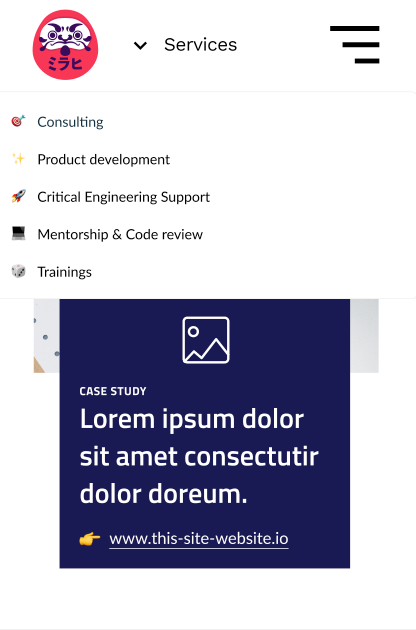 ミラヒ
Services
Consulting
Product development
Critical Engineering Support
Mentorship & Code review
Trainings
CASE STUDY
Lorem ipsum dolor
sit amet consectutir
dolor doreum.
www.this-site-website.io